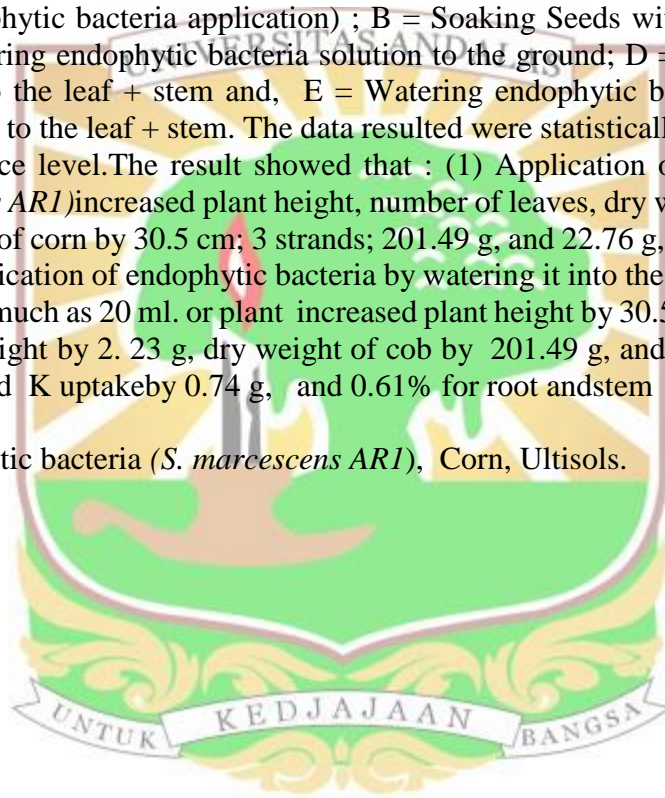 phytic bacteria application) ; B = Soaking Seeds wi
UNIVERSITAS ANDALAS
ring endophytic bacteria solution to the ground; D =
the leaf + stem and, E = Watering endophytic b
to the leaf + stem. The data resulted were statistical
ce level.The result showed that : (1) Application o
AR1)increased plant height, number of leaves, dry w
of corn by 30.5 cm; 3 strands; 201.49 g, and 22.76 g,
ication of endophytic bacteria by watering it into the
much as 20 ml. or plant increased plant height by 30.5
ight by 2. 23 g, dry weight of cob by 201.49 g, and
d K uptakeby 0.74 g, and 0.61% for root andstem
tic bacteria (S. marcescens AR1), Corn, Ultisols.
UNTUK KEDJAJAAN BANGSA